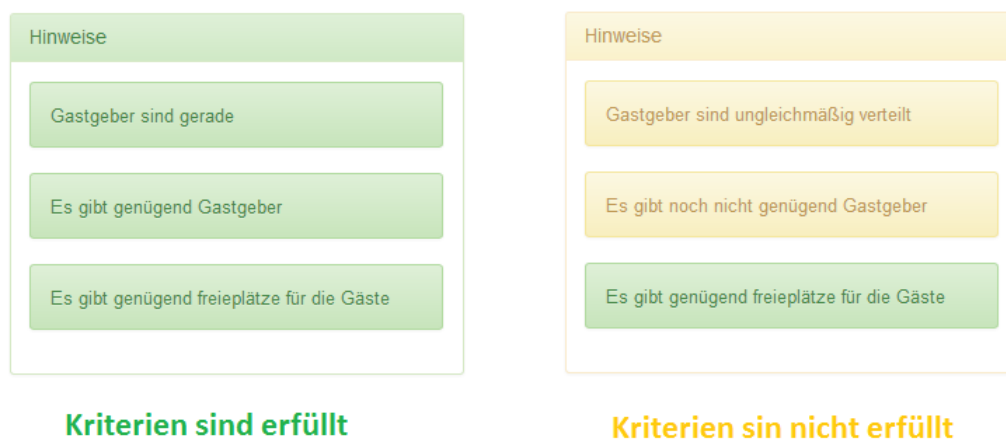 Hinweise
Gastgeber sind gerade
Es gibt genügend Gastgeber
Es gibt genügend freieplätze für die Gäste
Kriterien sind erfüllt
Hinweise
Gastgeber sind ungleichmäßig verteilt
Es gibt noch nicht genügend Gastgeber
Es gibt genügend freieplätze für die Gäste
Kriterien sin nicht erfüllt